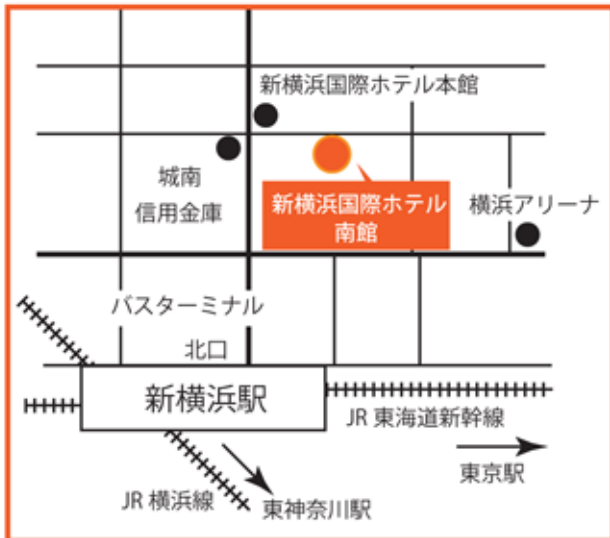 新横浜国際ホテル本館
城南
信用金庫
新横浜国際ホテル
南館
横浜アリーナ
バスターミナル
北口
新横浜駅
JR 東海道新幹線
東京駅
JR 横浜線
東神奈川駅